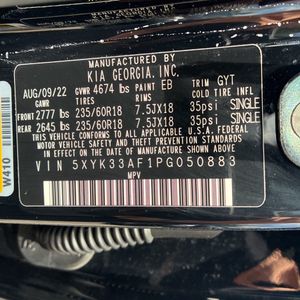 MANUFACTURED BY
KIA GEORGIA, INC.
AUG/09/22 GVWR 4674 lbs PAINT EB TRIM GYT
GAWR TIRES RIMS COLD TIRE INFL
FRONT 2777 lbs 235/60R18 7.5JX18 35psi SINGLE
REAR 2645 lbs 235/60R18 7.5JX18 35psi SINGLE
THIS VEHICLE CONFORMS TO ALL APPLICABLE U.S. FEDERAL
MOTOR VEHICLE SAFETY AND THEFT PREVENTION
STANDARDS IN EFFECT ON THE DATE OF MANUFACTURE SHOWN ABOVE
VIN 5XYK33AF1PG050883
MPV
W410